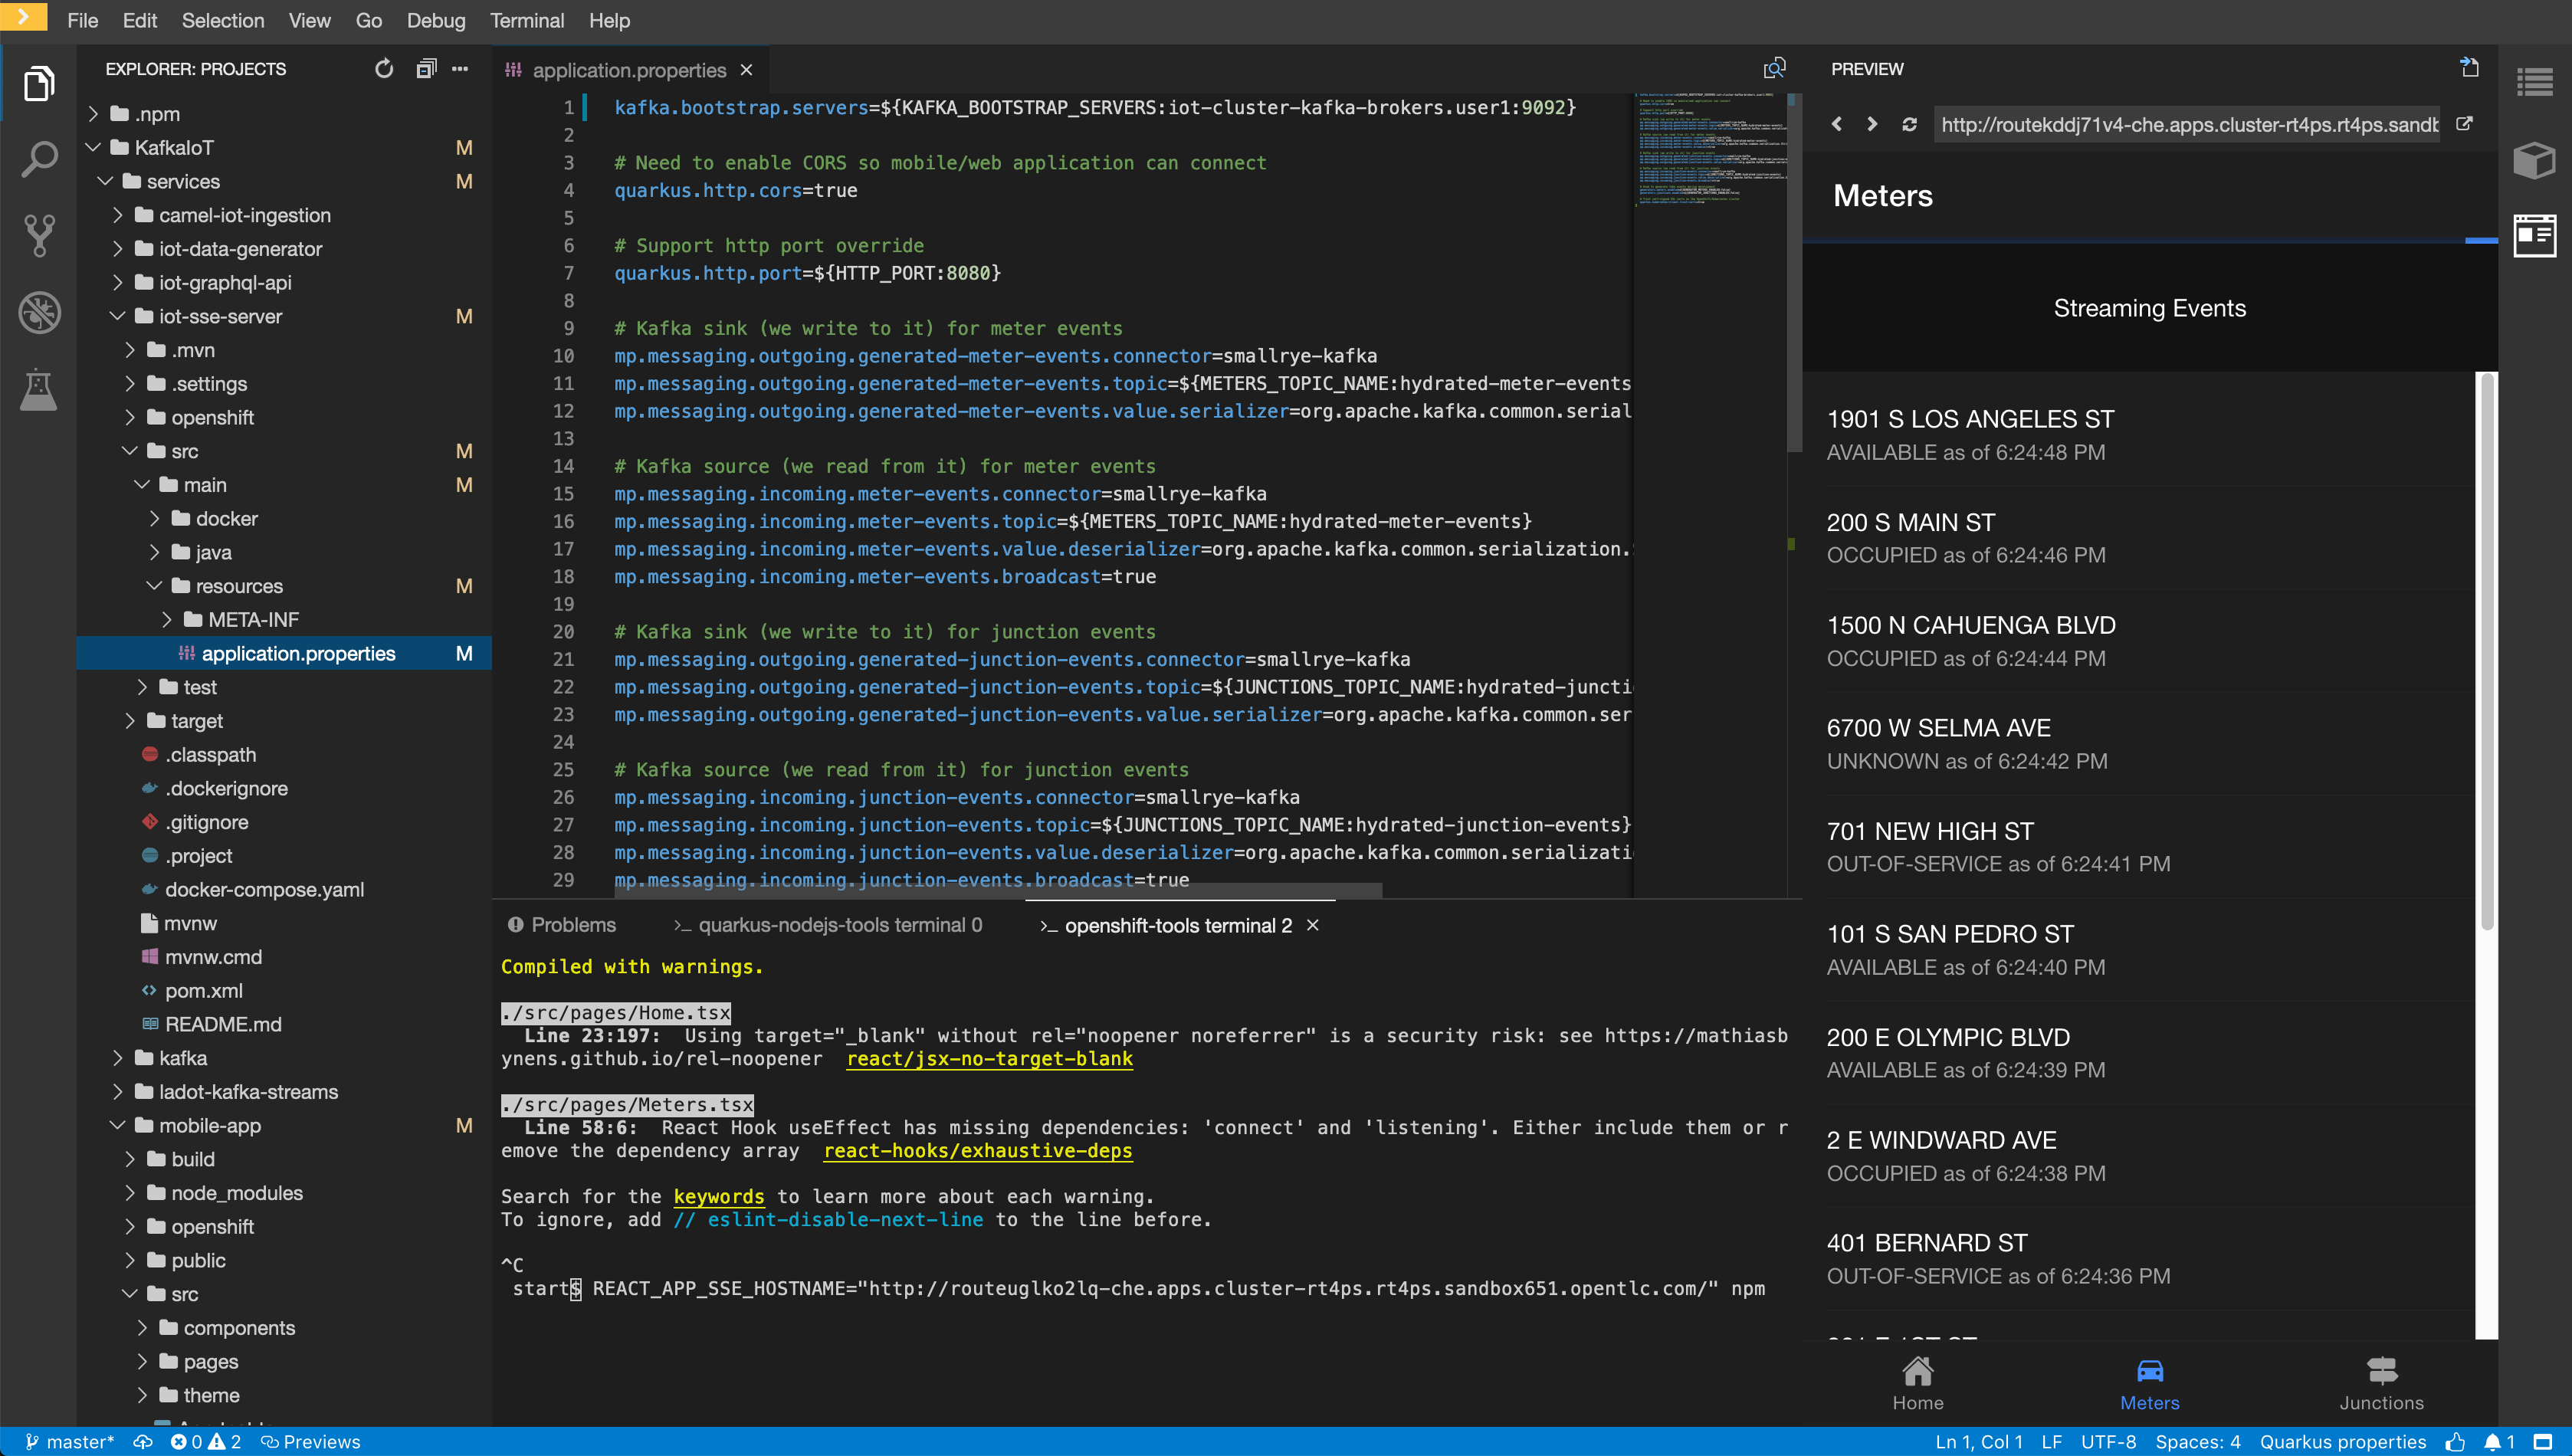 File Edit Selection View Go Debug Terminal Help
EXPLORER: PROJECTS
.npm
KafkaIoT M
services M
camel-iot-ingestion
iot-data-generator
iot-graphql-api
iot-sse-server M
.mvn
.settings
openshift
src M
main M
docker
java
resources M
META-INF
application.properties M
test
target
.classpath
.dockerignore
.gitignore
.project
docker-compose.yaml
mvnw
mvnw.cmd
pom.xml
README.md
kafka
ladot-kafka-streams
mobile-app M
build
node_modules
openshift
public
src
components
pages
theme
application.properties
1 kafka.bootstrap.servers=${KAFKA_BOOTSTRAP_SERVERS:iot-cluster-kafka-brokers.user1:9092}
2
3 # Need to enable CORS so mobile/web application can connect
4 quarkus.http.cors=true
5
6 # Support http port override
7 quarkus.http.port=${HTTP_PORT:8080}
8
9 # Kafka sink (we write to it) for meter events
10 mp.messaging.outgoing.generated-meter-events.connector=smallrye-kafka
11 mp.messaging.outgoing.generated-meter-events.topic=${METERS_TOPIC_NAME:hydrated-meter-events
12 mp.messaging.outgoing.generated-meter-events.value.serializer=org.apache.kafka.common.serial
13
14 # Kafka source (we read from it) for meter events
15 mp.messaging.incoming.meter-events.connector=smallrye-kafka
16 mp.messaging.incoming.meter-events.topic=${METERS_TOPIC_NAME:hydrated-meter-events}
17 mp.messaging.incoming.meter-events.value.deserializer=org.apache.kafka.common.serialization.
18 mp.messaging.incoming.meter-events.broadcast=true
19
20 # Kafka sink (we write to it) for junction events
21 mp.messaging.outgoing.generated-junction-events.connector=smallrye-kafka
22 mp.messaging.outgoing.generated-junction-events.topic=${JUNCTIONS_TOPIC_NAME:hydrated-juncti
23 mp.messaging.outgoing.generated-junction-events.value.serializer=org.apache.kafka.common.ser
24
25 # Kafka source (we read from it) for junction events
26 mp.messaging.incoming.junction-events.connector=smallrye-kafka
27 mp.messaging.incoming.junction-events.topic=${JUNCTIONS_TOPIC_NAME:hydrated-junction-events}
28 mp.messaging.incoming.junction-events.value.deserializer=org.apache.kafka.common.serializati
29 mp.messaging.incoming.junction-events.broadcast=true
Problems >_ quarkus-nodejs-tools terminal 0 >_ openshift-tools terminal 2
Compiled with warnings.
./src/pages/Home.tsx
Line 23:197: Using target="_blank" without rel="noopener noreferrer" is a security risk: see https://mathiasb
ynens.github.io/rel-noopener react/jsx-no-target-blank
./src/pages/Meters.tsx
Line 58:6: React Hook useEffect has missing dependencies: 'connect' and 'listening'. Either include them or r
emove the dependency array react-hooks/exhaustive-deps
Search for the keywords to learn more about each warning.
To ignore, add // eslint-disable-next-line to the line before.
^C
start$ REACT_APP_SSE_HOSTNAME="http://routeuglko2lq-che.apps.cluster-rt4ps.rt4ps.sandbox651.opentlc.com/" npm
PREVIEW
http://routekddj71v4-che.apps.cluster-rt4ps.rt4ps.sandb
Meters
Streaming Events
1901 S LOS ANGELES ST
AVAILABLE as of 6:24:48 PM
200 S MAIN ST
OCCUPIED as of 6:24:46 PM
1500 N CAHUENGA BLVD
OCCUPIED as of 6:24:44 PM
6700 W SELMA AVE
UNKNOWN as of 6:24:42 PM
701 NEW HIGH ST
OUT-OF-SERVICE as of 6:24:41 PM
101 S SAN PEDRO ST
AVAILABLE as of 6:24:40 PM
200 E OLYMPIC BLVD
AVAILABLE as of 6:24:39 PM
2 E WINDWARD AVE
OCCUPIED as of 6:24:38 PM
401 BERNARD ST
OUT-OF-SERVICE as of 6:24:36 PM
Home Meters Junctions
master* 0 2 Previews Ln 1, Col 1 LF UTF-8 Spaces: 4 Quarkus properties 1